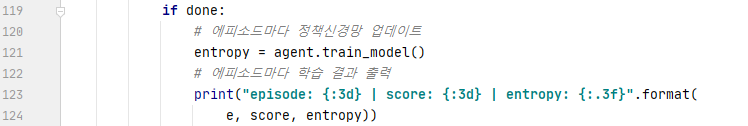 119 if done:
120 # 에피소드마다 정책신경망 업데이트
121 entropy = agent.train_model()
122 # 에피소드마다 학습 결과 출력
123 print("episode: {:3d} | score: {:3d} | entropy: {:.3f}".format(
124 e, score, entropy))